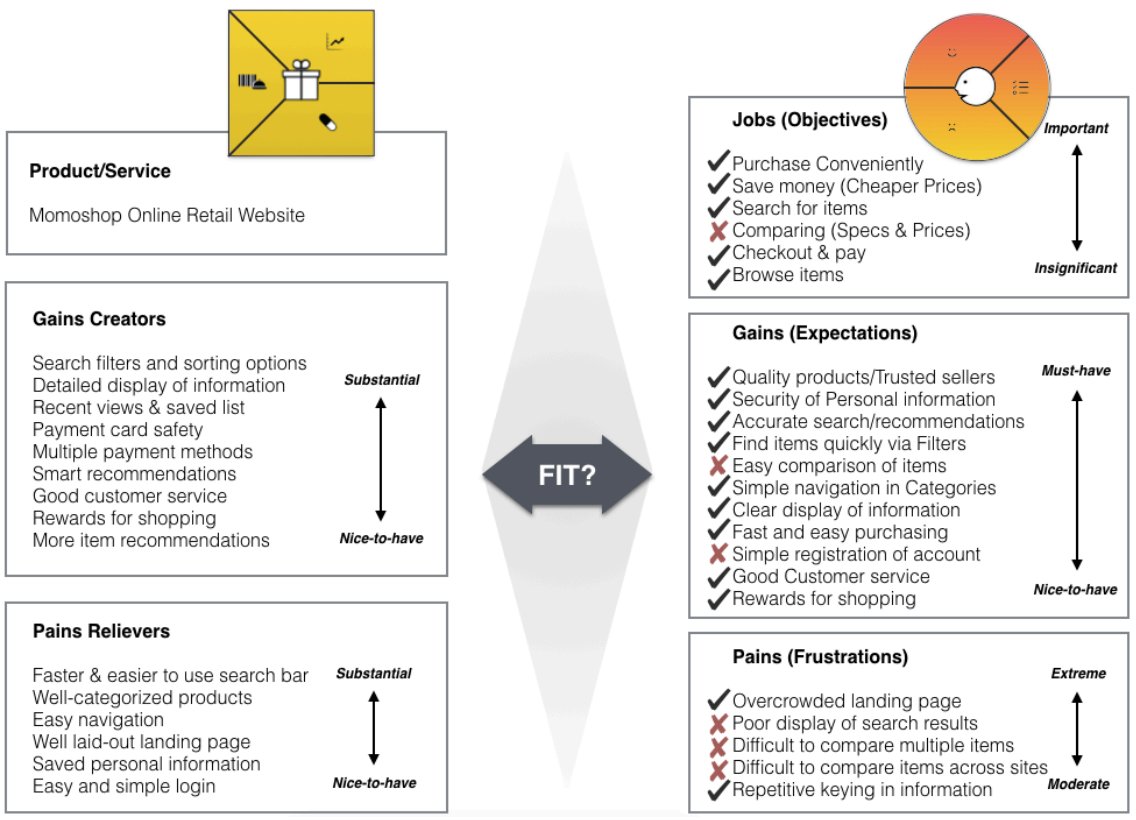 Product/Service
Momoshop Online Retail Website
Gains Creators
Search filters and sorting options
Detailed display of information
Recent views & saved list
Payment card safety
Multiple payment methods
Smart recommendations
Good customer service
Rewards for shopping
More item recommendations
Substantial
Nice-to-have
Pains Relievers
Faster & easier to use search bar
Well-categorized products
Easy navigation
Well laid-out landing page
Saved personal information
Easy and simple login
Substantial
Nice-to-have
FIT?
Jobs (Objectives)
Purchase Conveniently
Save money (Cheaper Prices)
Search for items
Comparing (Specs & Prices)
Checkout & pay
Browse items
Important
Insignificant
Gains (Expectations)
Quality products/Trusted sellers
Security of Personal information
Accurate search/recommendations
Find items quickly via Filters
Easy comparison of items
Simple navigation in Categories
Clear display of information
Fast and easy purchasing
Simple registration of account
Good Customer service
Rewards for shopping
Must-have
Nice-to-have
Pains (Frustrations)
Overcrowded landing page
Poor display of search results
Difficult to compare multiple items
Difficult to compare items across sites
Repetitive keying in information
Extreme
Moderate